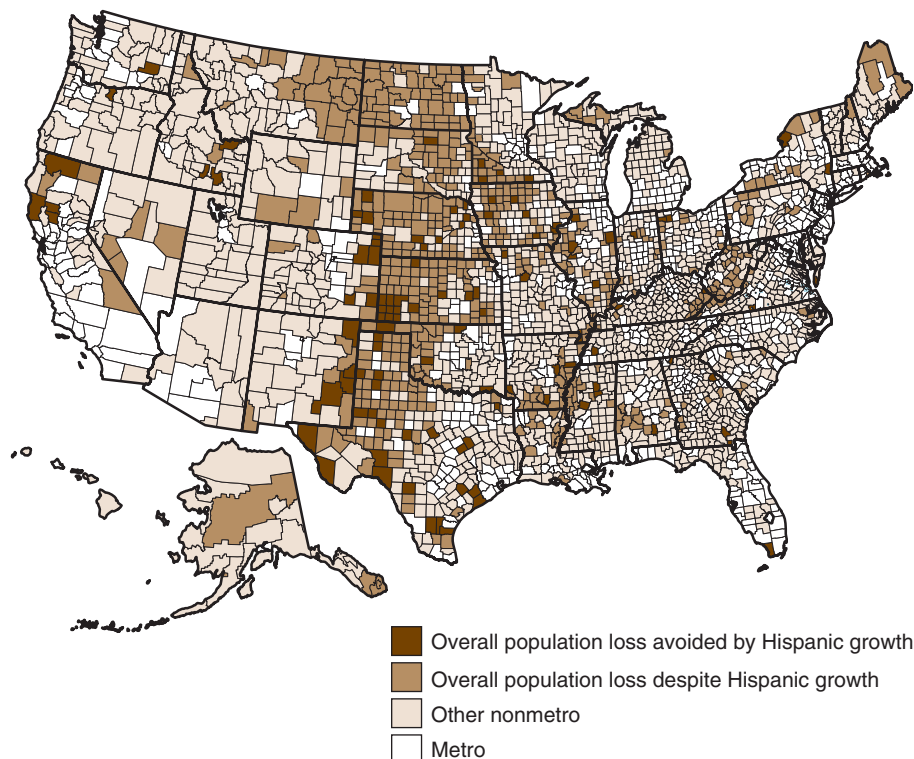 Overall population loss avoided by Hispanic growth
Overall population loss despite Hispanic growth
Other nonmetro
Metro